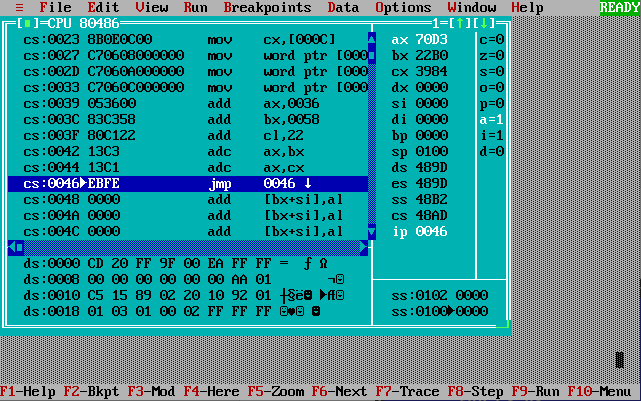 ≡ File Edit View Run Breakpoints Data Options Window Help READY
[■]=CPU 80486 1=[↑][↓]
cs:0023 8B0E0C00 mov cx,[000C] ax 70D3 c=0
cs:0027 C70608000000 mov word ptr [000 bx 22B0 z=0
cs:002D C7060A000000 mov word ptr [000 cx 3984 s=0
cs:0033 C7060C000000 mov word ptr [000 dx 0000 o=0
cs:0039 053600 add ax,0036 si 0000 p=0
cs:003C 83C358 add bx,0058 di 0000 a=1
cs:003F 80C122 add cl,22 bp 0000 i=1
cs:0042 13C3 adc ax,bx sp 0100 d=0
cs:0044 13C1 adc ax,cx ds 489D
cs:0046►EBFE jmp 0046 ↓ es 489D
cs:0048 0000 add [bx+si],al ss 48B2
cs:004A 0000 add [bx+si],al cs 48AD
cs:004C 0000 add [bx+si],al ip 0046
ds:0000 CD 20 FF 9F 00 EA FF FF = ƒ Ω
ds:0008 00 00 00 00 00 00 AA 01 ¬☺
ds:0010 C5 15 89 02 20 10 92 01 ┼§ë☻ ►Æ☺ ss:0102 0000
ds:0018 01 03 01 00 02 FF FF FF ☺♥☺ ☻ ss:0100►0000
F1-Help F2-Bkpt F3-Mod F4-Here F5-Zoom F6-Next F7-Trace F8-Step F9-Run F10-Menu